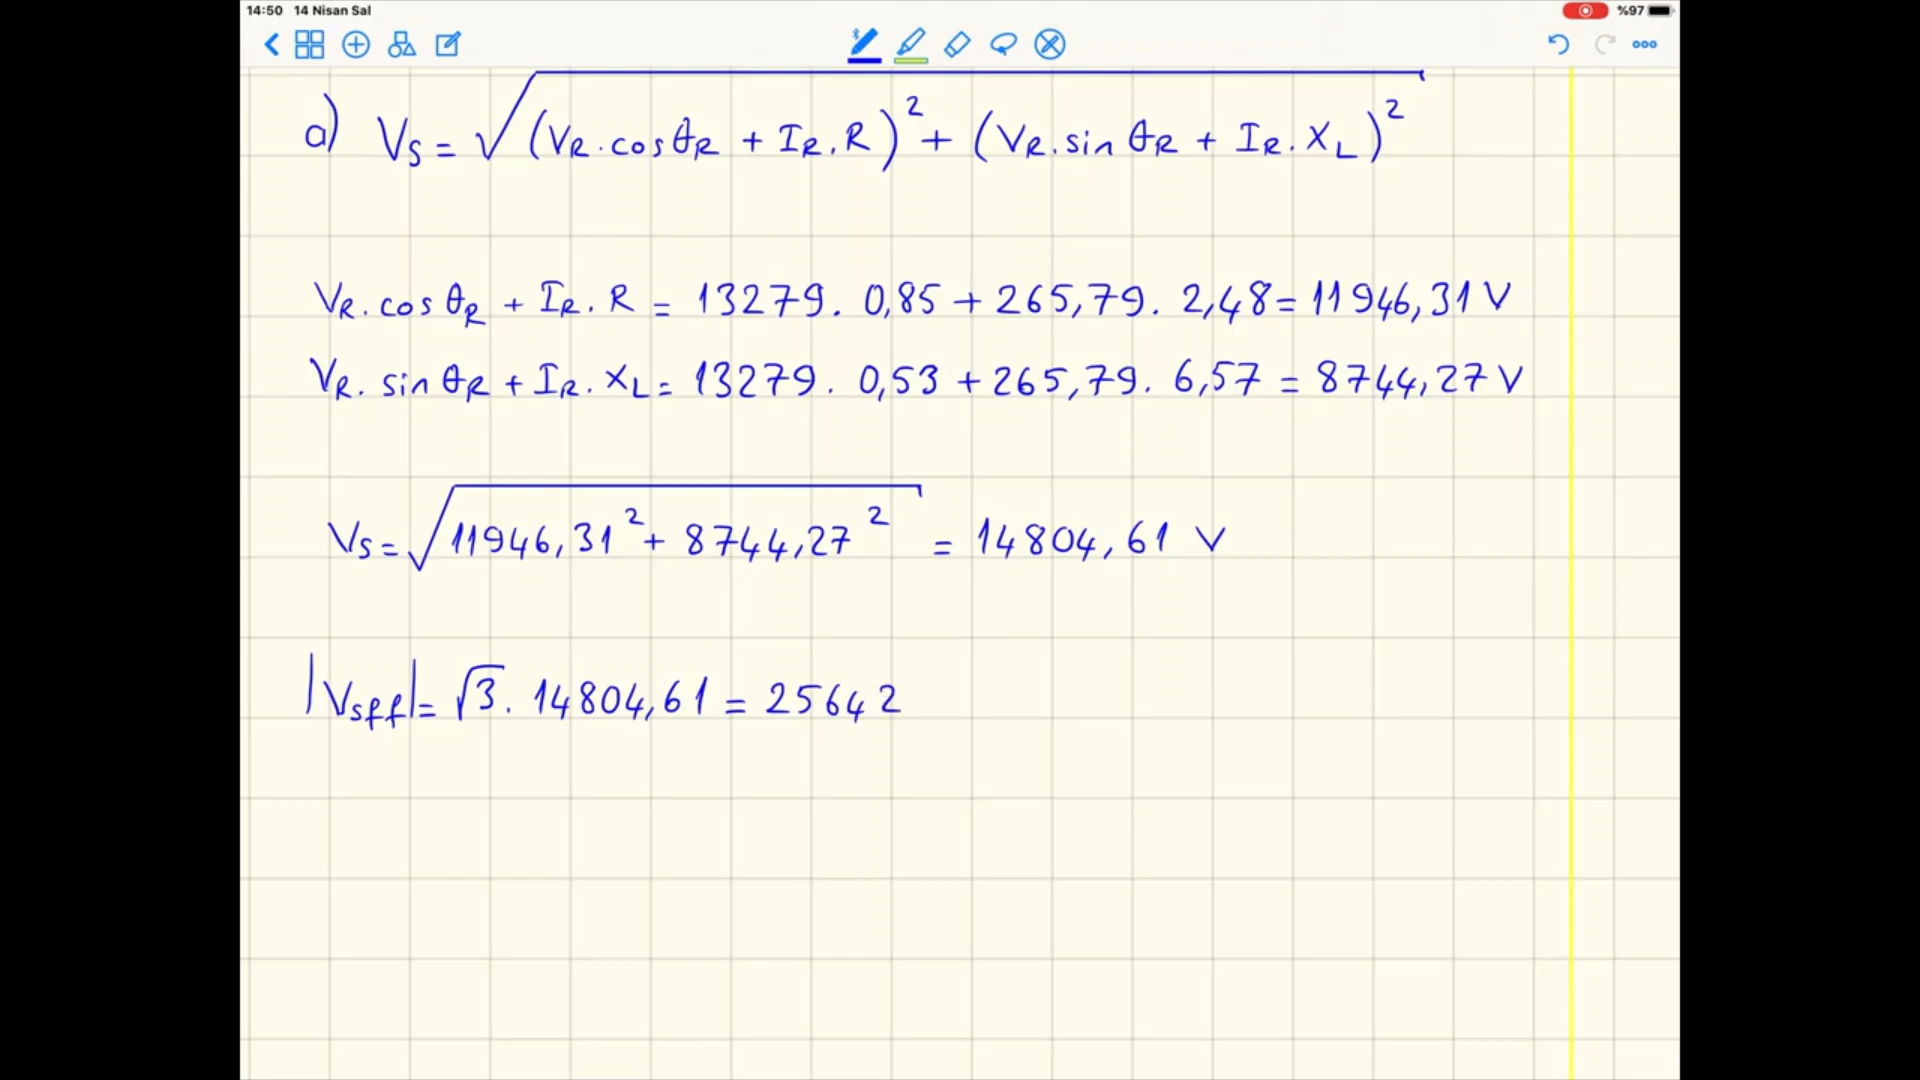 14:50 14 Nisan Sal %97
a) VS = √(VR.cosθR + IR.R)² + (VR.sinθR + IR.XL)²
VR.cosθR + IR.R = 13279. 0,85 + 265,79. 2,48 = 11946,31 V
VR.sinθR + IR.XL = 13279. 0,53 + 265,79. 6,57 = 8744,27 V
VS = √11946,31² + 8744,27² = 14804,61 V
|Vsff| = √3. 14804,61 = 25642